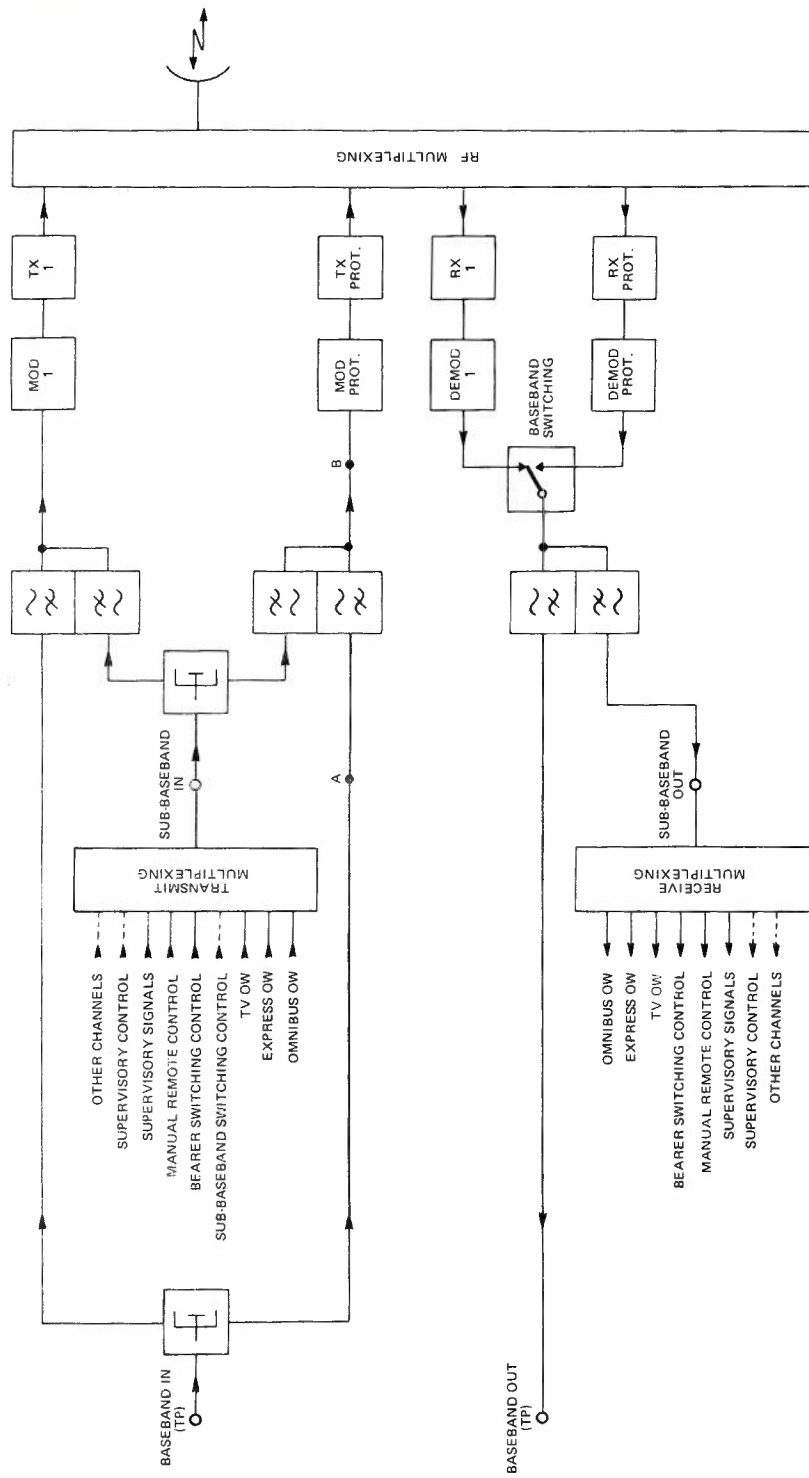 BASEBAND IN
(TP)
OTHER CHANNELS
SUPERVISORY CONTROL
SUPERVISORY SIGNALS
MANUAL REMOTE CONTROL
BEARER SWITCHING CONTROL
SUB-BASEBAND SWITCHING CONTROL
TV OW
EXPRESS OW
OMNIBUS OW
TRANSMIT
MULTIPLEXING
SUB-BASEBAND
IN
A
B
MOD
1
TX
1
MOD
PROT.
TX
PROT.
RF MULTIPLEXING
RX
1
DEMOD
1
RX
PROT.
DEMOD
PROT.
BASEBAND
SWITCHING
SUB-BASEBAND
OUT
RECEIVE
MULTIPLEXING
OMNIBUS OW
EXPRESS OW
TV OW
BEARER SWITCHING CONTROL
MANUAL REMOTE CONTROL
SUPERVISORY SIGNALS
SUPERVISORY CONTROL
OTHER CHANNELS
BASEBAND OUT
(TP)